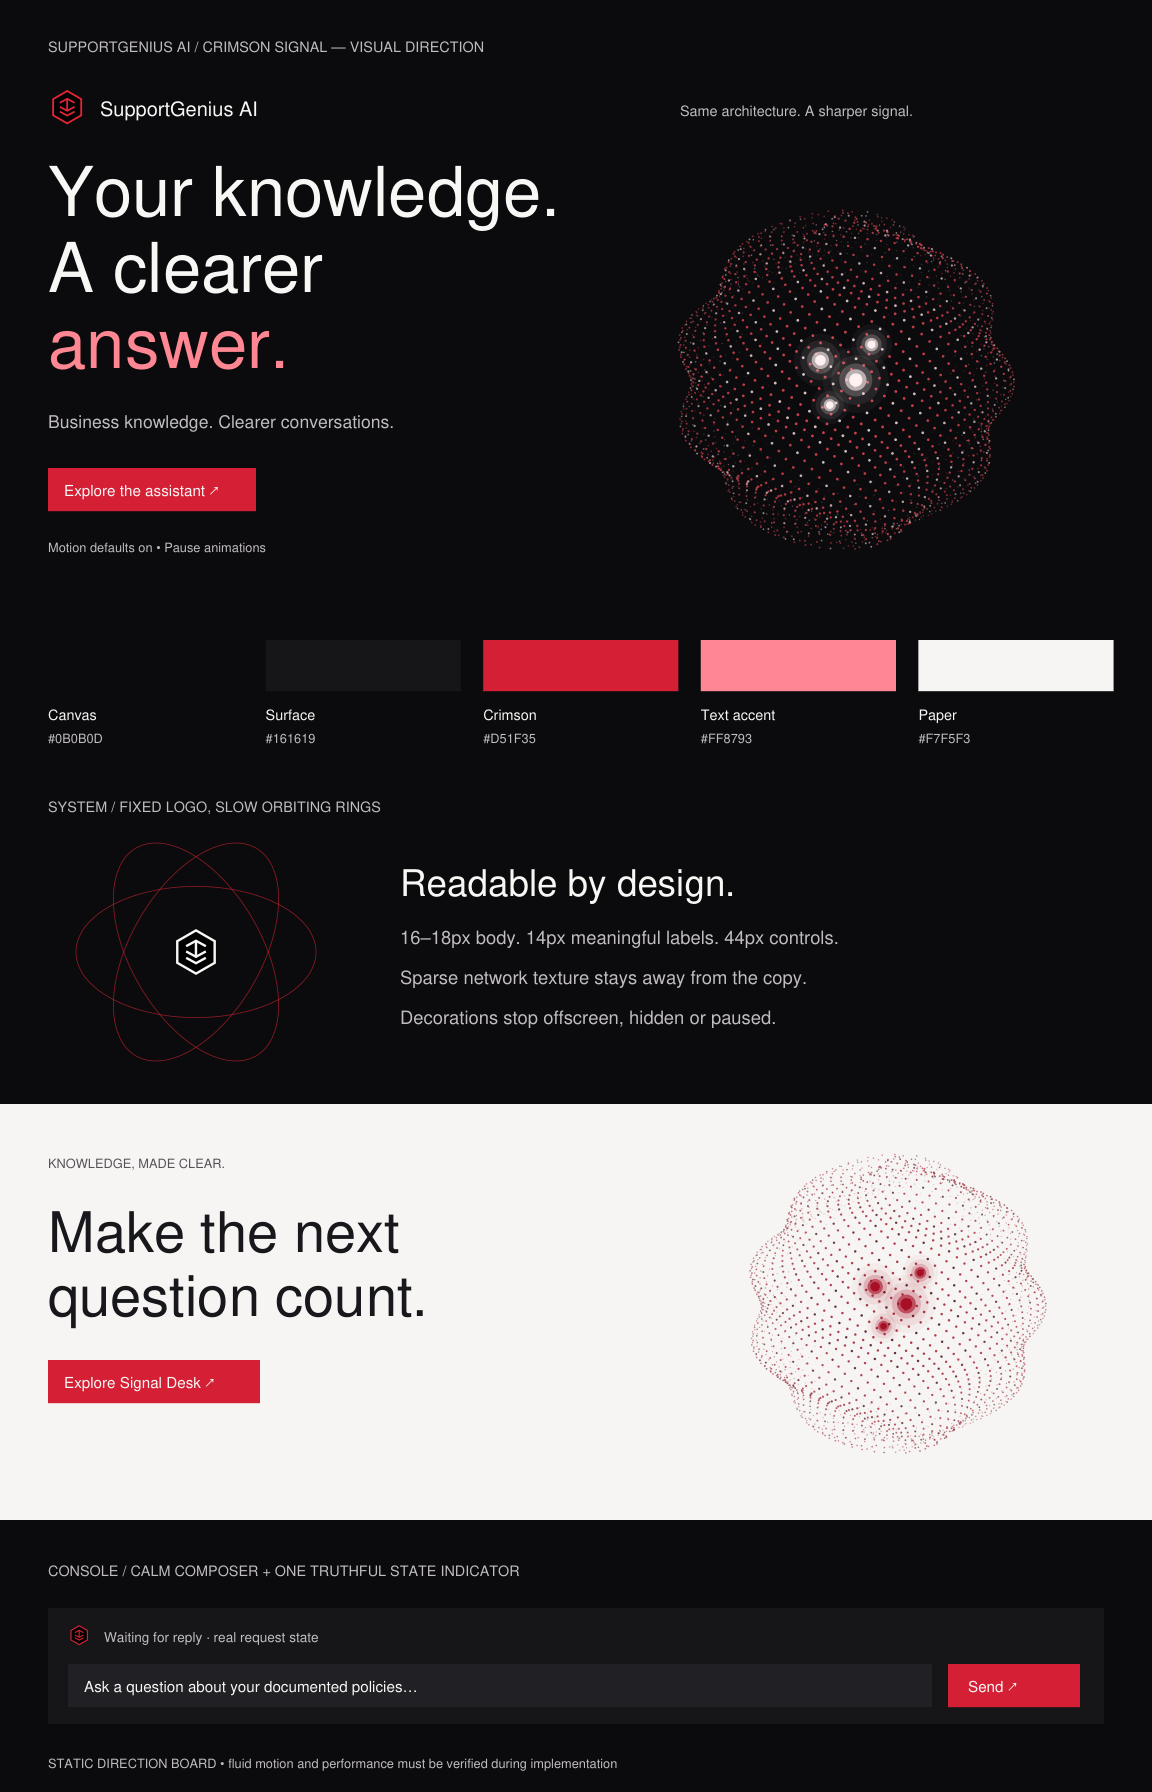 SUPPORTGENIUS AI / CRIMSON SIGNAL — VISUAL DIRECTION
SupportGenius AI
Same architecture. A sharper signal.
Your knowledge.
A clearer
answer.
Business knowledge. Clearer conversations.
Explore the assistant ↗
Motion defaults on • Pause animations
Canvas
#0B0B0D
Surface
#161619
Crimson
#D51F35
Text accent
#FF8793
Paper
#F7F5F3
SYSTEM / FIXED LOGO, SLOW ORBITING RINGS
Readable by design.
16–18px body. 14px meaningful labels. 44px controls.
Sparse network texture stays away from the copy.
Decorations stop offscreen, hidden or paused.
KNOWLEDGE, MADE CLEAR.
Make the next
question count.
Explore Signal Desk ↗
CONSOLE / CALM COMPOSER + ONE TRUTHFUL STATE INDICATOR
Waiting for reply · real request state
Ask a question about your documented policies…
Send ↗
STATIC DIRECTION BOARD • fluid motion and performance must be verified during implementation